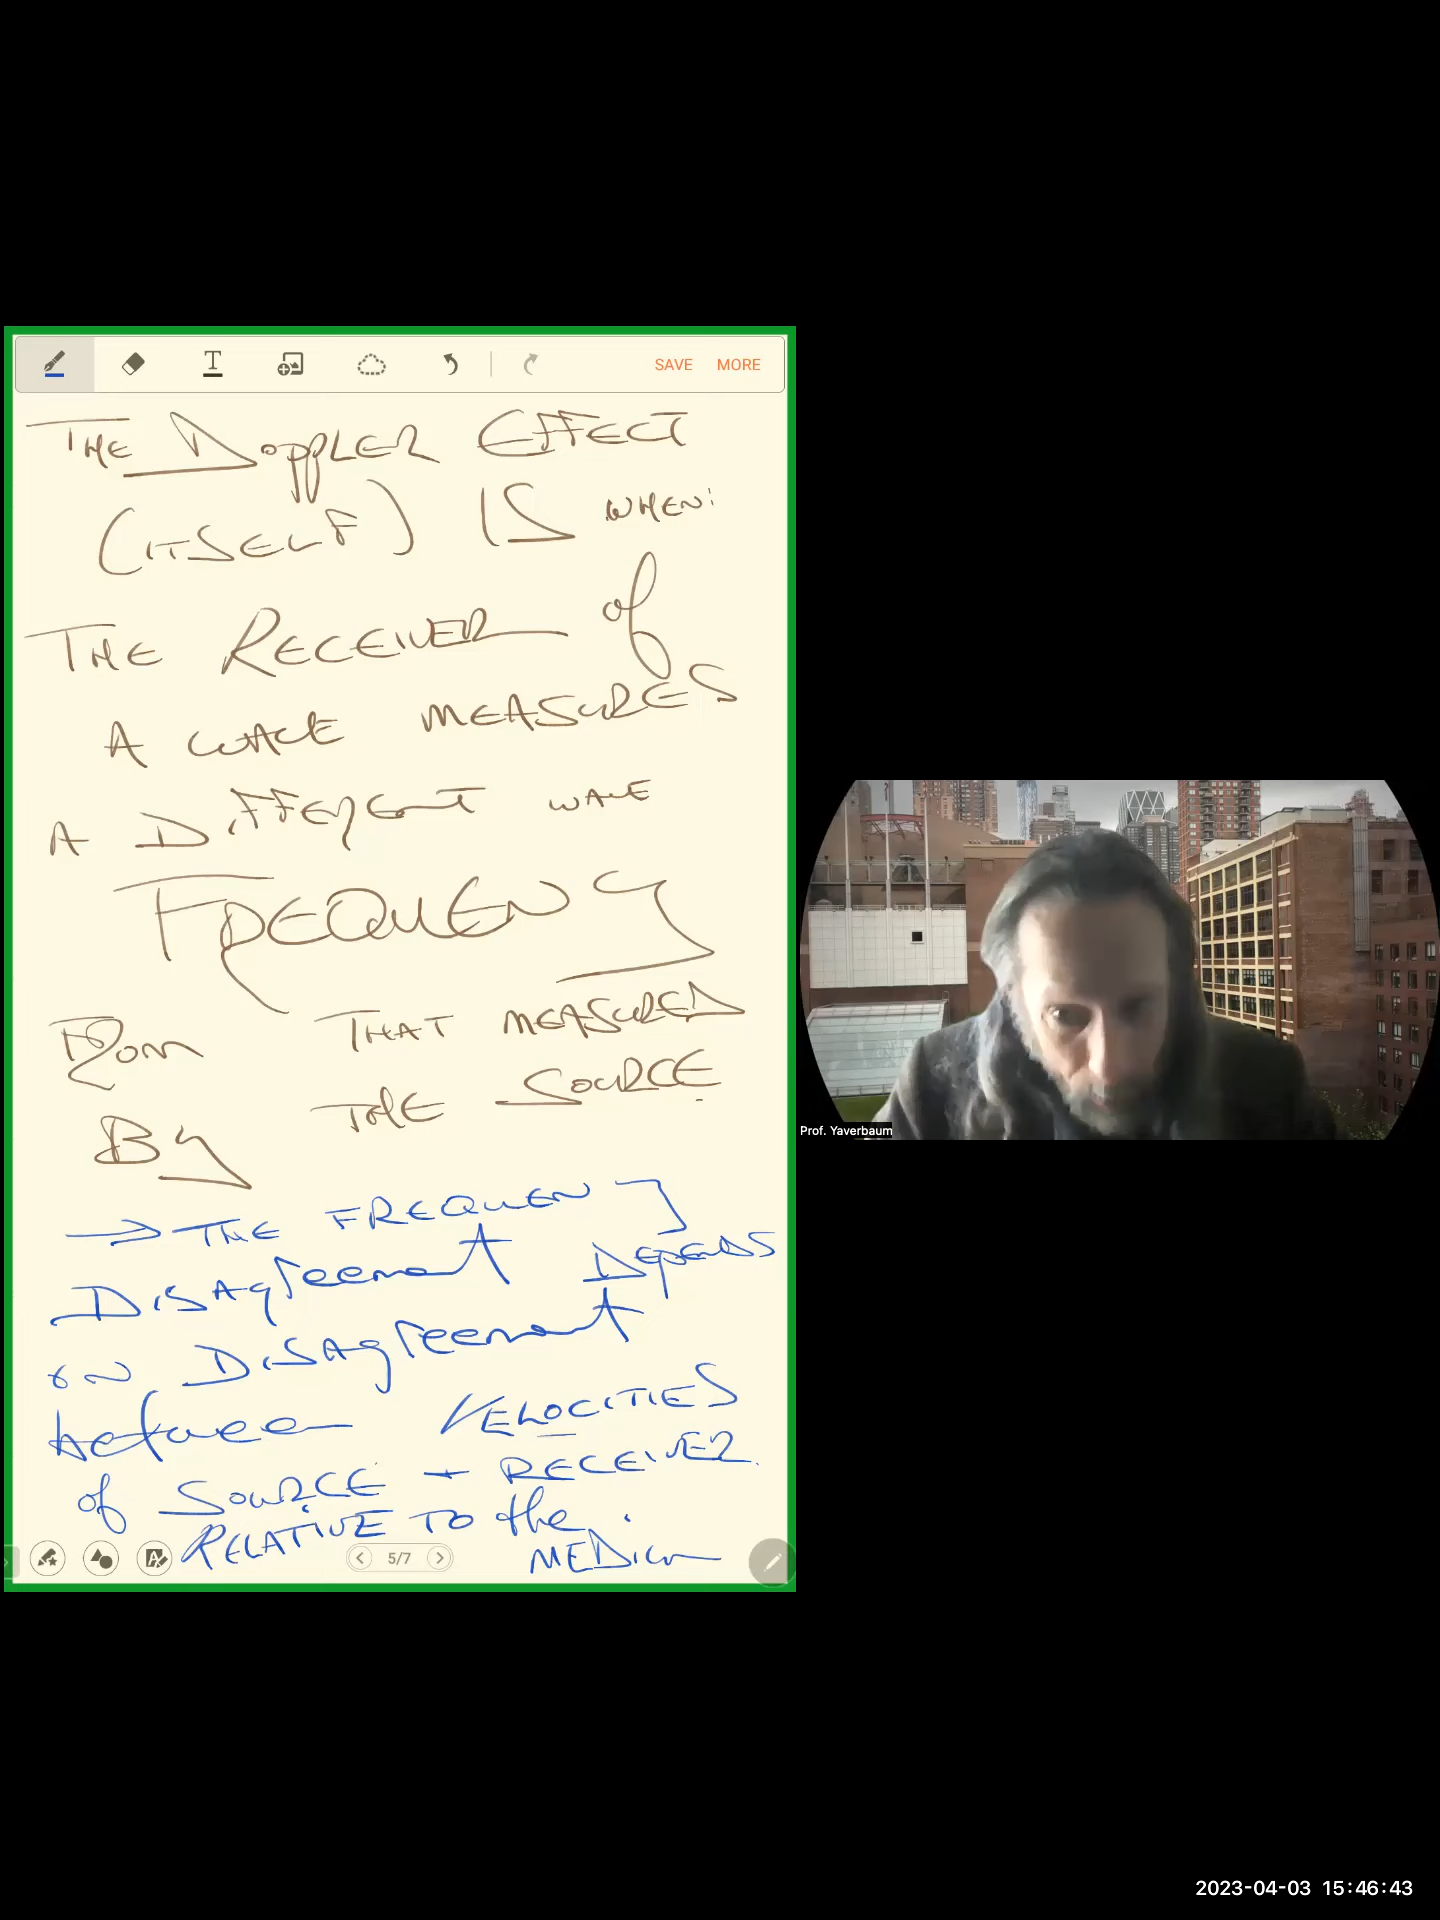 T
SAVE MORE
THE DOppLER EFFECT
(ITSELF) IS WHEN:
THE RECEIVER of
A WAVE MEASURES
A DIFFERENT WAVE
FREQUENCY
FROM THAT MEASURED
By THE SOURCE
→ THE FREQUENCY
DISAgreement Depends
ON DISAgreement
between VELOCITIES
of SOURCE + RECEIVER
RELATIVE TO the
MEDIUM
5/7
Prof. Yaverbaum
2023-04-03 15:46:43